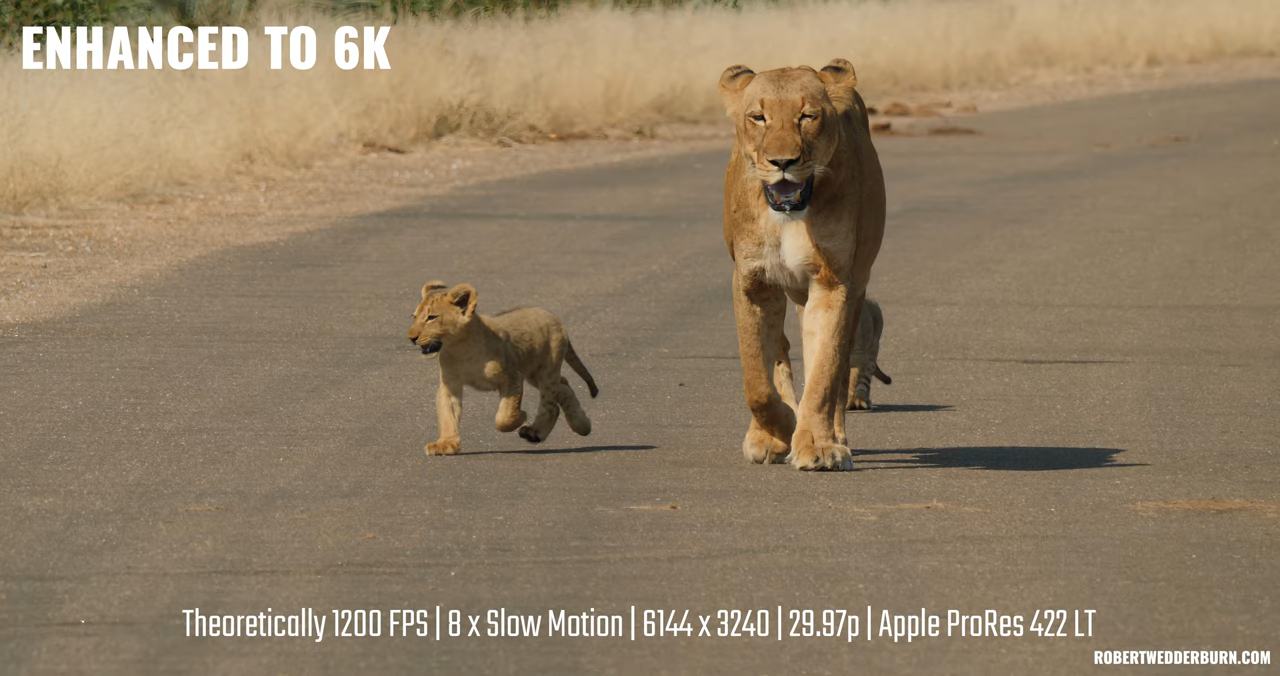 ENHANCED TO 6K
Theoretically 1200 FPS | 8 x Slow Motion | 6144 x 3240 | 29.97p | Apple ProRes 422 LT
ROBERTWEDDERBURN.COM